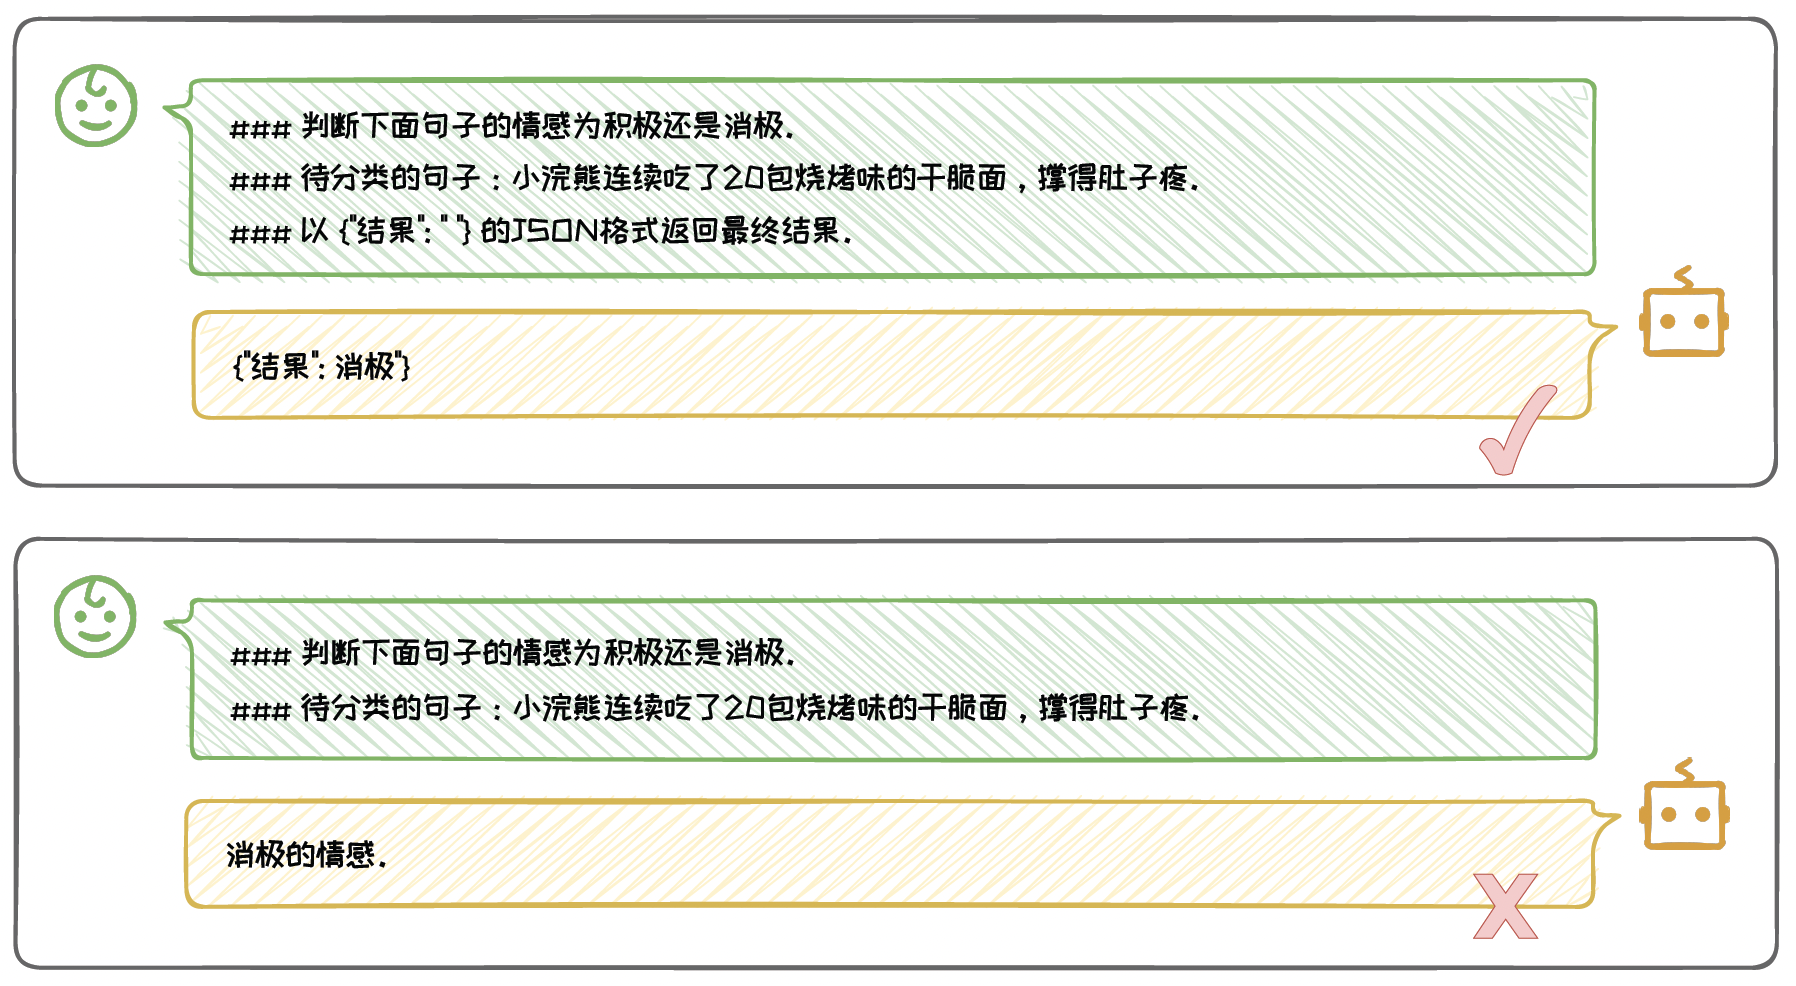 ### 判断下面句子的情感为积极还是消极.
### 待分类的句子：小浣熊连续吃了20包烧烤味的干脆面，撑得肚子疼.
### 以 {"结果": " "} 的JSON格式返回最终结果.
{"结果": 消极"}
### 判断下面句子的情感为积极还是消极.
### 待分类的句子：小浣熊连续吃了20包烧烤味的干脆面，撑得肚子疼.
消极的情感.